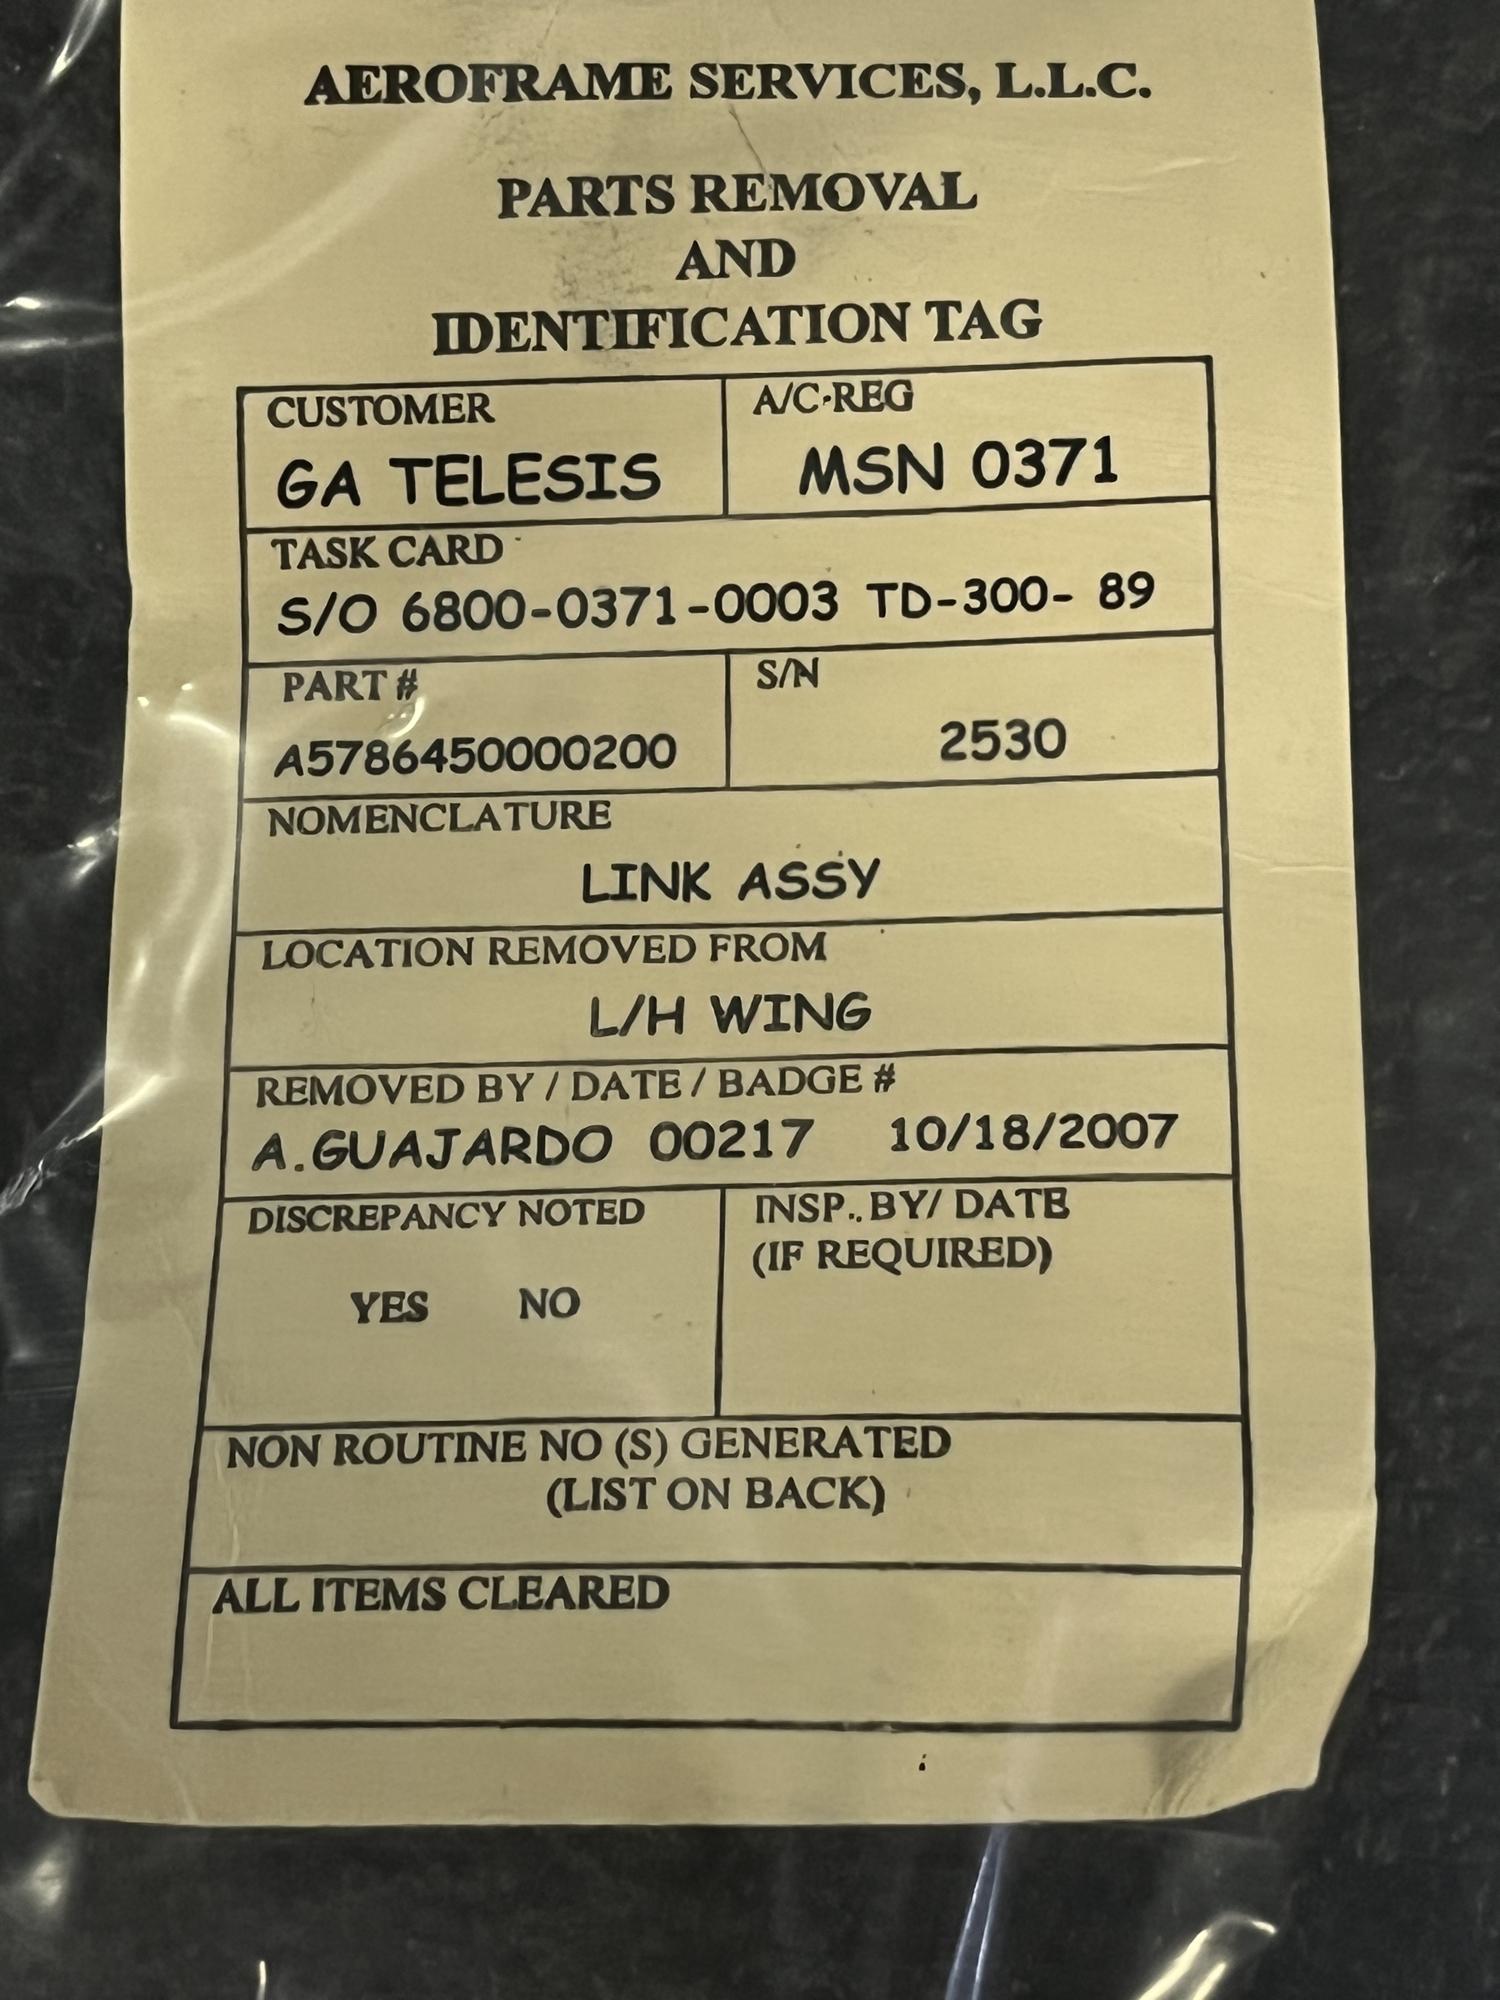 AEROFRAME SERVICES, L.L.C.
PARTS REMOVAL
AND
IDENTIFICATION TAG
CUSTOMER
GA TELESIS
A/C-REG
MSN 0371
TASK CARD
S/O 6800-0371-0003 TD-300- 89
PART #
A5786450000200
S/N
2530
NOMENCLATURE
LINK ASSY
LOCATION REMOVED FROM
L/H WING
REMOVED BY / DATE / BADGE #
A.GUAJARDO 00217 10/18/2007
DISCREPANCY NOTED
YES NO
INSP. BY/ DATE
(IF REQUIRED)
NON ROUTINE NO (S) GENERATED
(LIST ON BACK)
ALL ITEMS CLEARED